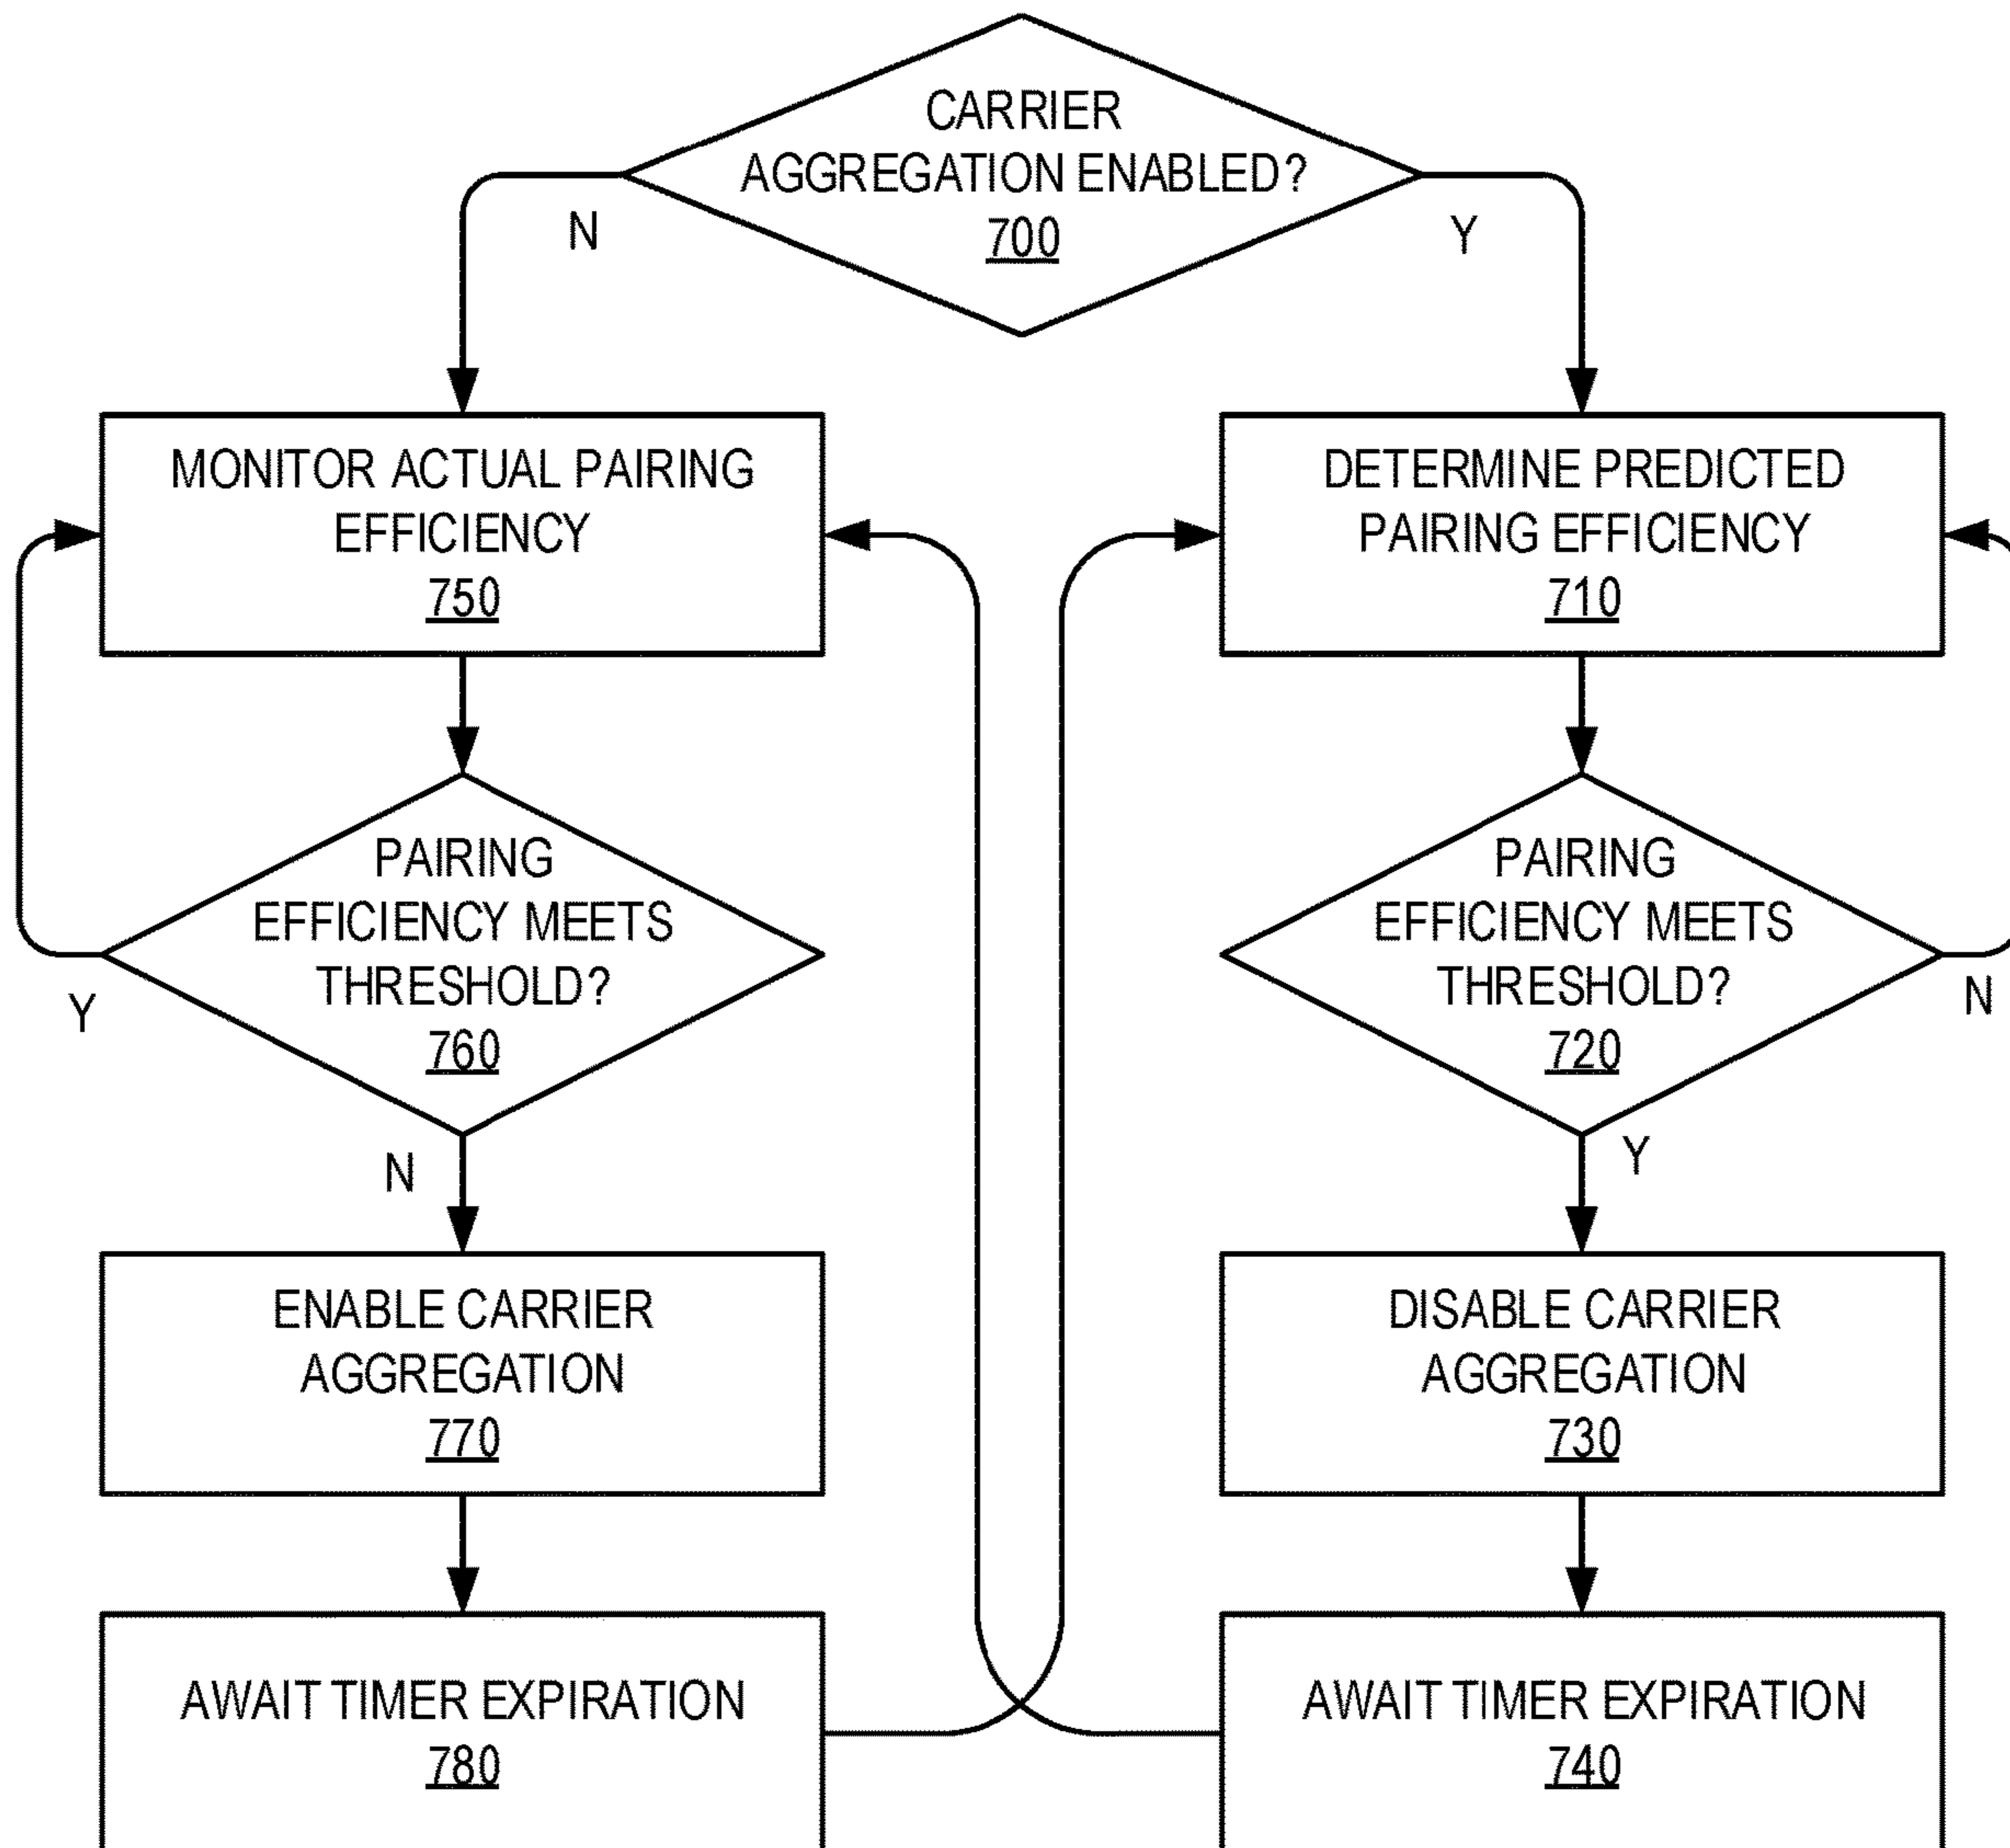 CARRIER
AGGREGATION ENABLED?
700
N
Y
MONITOR ACTUAL PAIRING
EFFICIENCY
750
DETERMINE PREDICTED
PAIRING EFFICIENCY
710
PAIRING
EFFICIENCY MEETS
THRESHOLD?
760
Y
N
PAIRING
EFFICIENCY MEETS
THRESHOLD?
720
N
Y
ENABLE CARRIER
AGGREGATION
770
DISABLE CARRIER
AGGREGATION
730
AWAIT TIMER EXPIRATION
780
AWAIT TIMER EXPIRATION
740